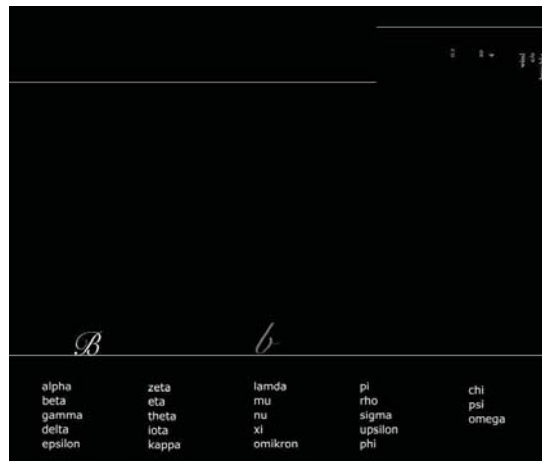 B b
alpha zeta lamda pi chi
beta eta mu rho psi
gamma theta nu sigma omega
delta iota xi upsilon
epsilon kappa omikron phi